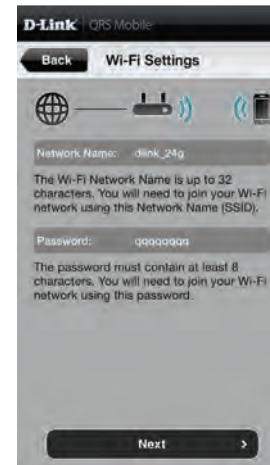 D-Link QRS Mobile
Back Wi-Fi Settings
Network Name: dlink_24g
The Wi-Fi Network Name is up to 32
characters. You will need to join your Wi-Fi
network using this Network Name (SSID).
Password: qqqqqqqq
The password must contain at least 8
characters. You will need to join your Wi-Fi
network using this password.
Next